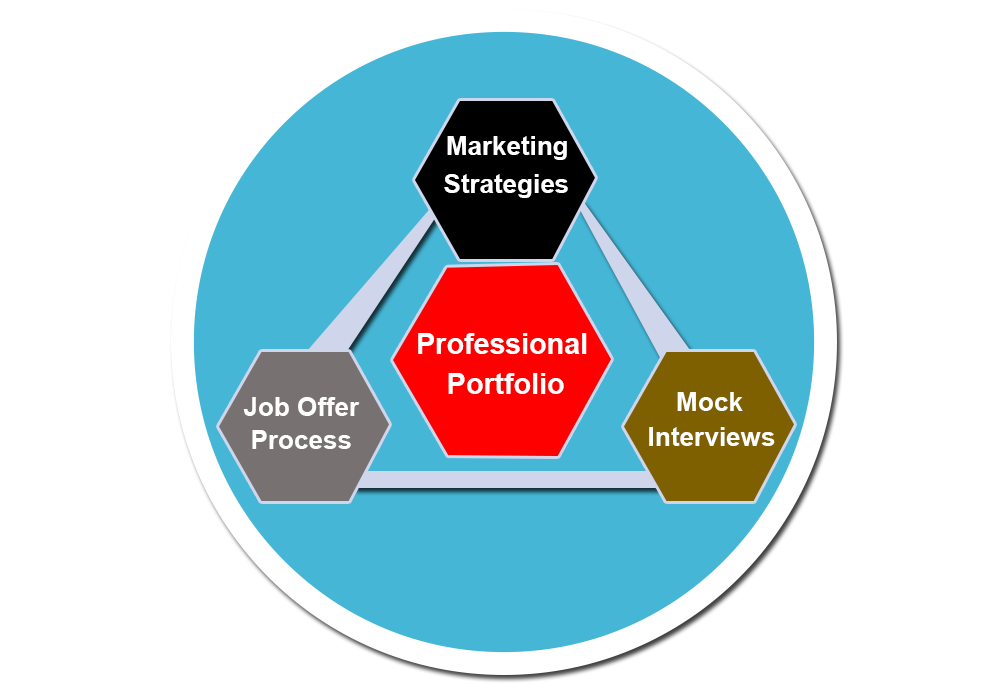 Marketing
Strategies
Professional
Portfolio
Job Offer
Process
Mock
Interviews